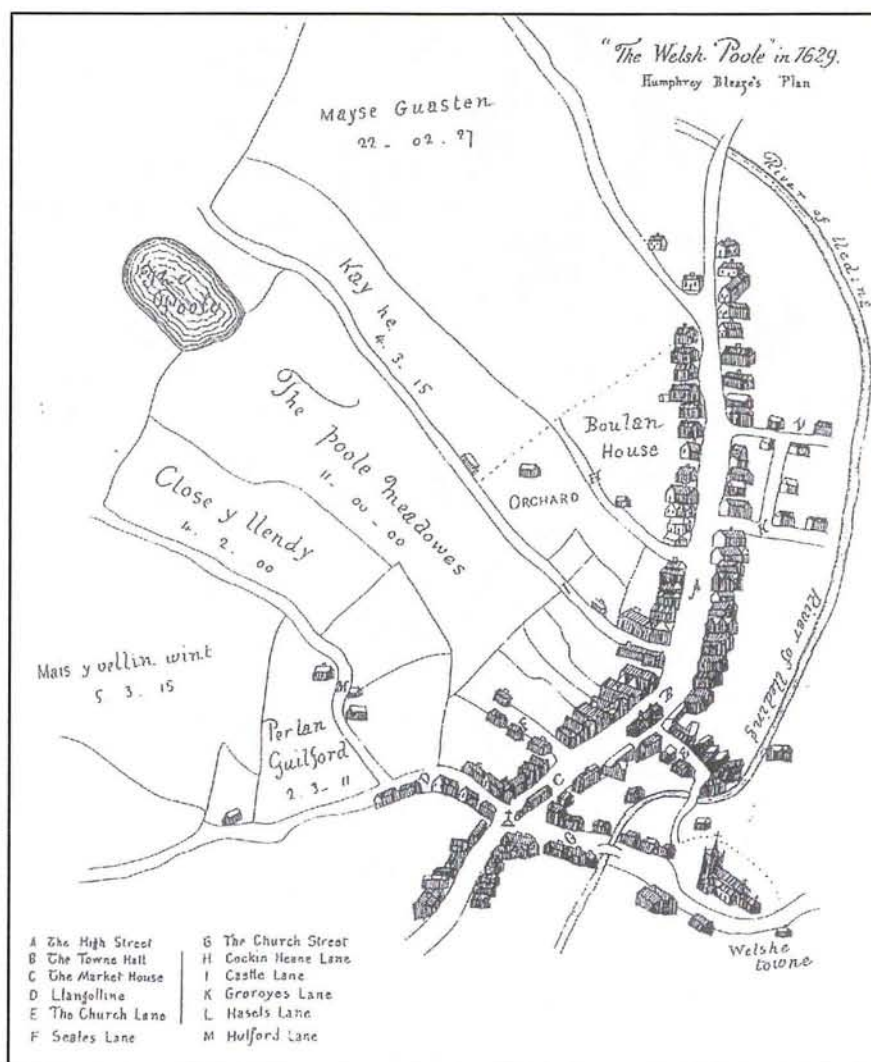 "The Welsh Poole" in 1629.
Humphrey Bleaze's Plan
Mayse Guasten
22 - 02 - 27
River of lledine
Kay he
4. 3. 15
The poole meadowes
11 - 00 - 00
Boulan
House
ORCHARD
Close y llendy
4. 2. 00
Mais y vellin wint
5 3. 15
Perlan
Guilford
2. 3 - 11
River of
Welshe
towne
A
B
C
D
E
F
G
H
K
L
M
A The High Street
B The Towne Hall
C The Market House
D Llangolline
E The Church Lane
F Seales Lane
G The Church Street
H Cockin Heane Lane
I Castle Lane
K Groroyes Lane
L Hasels Lane
M Hulford Lane